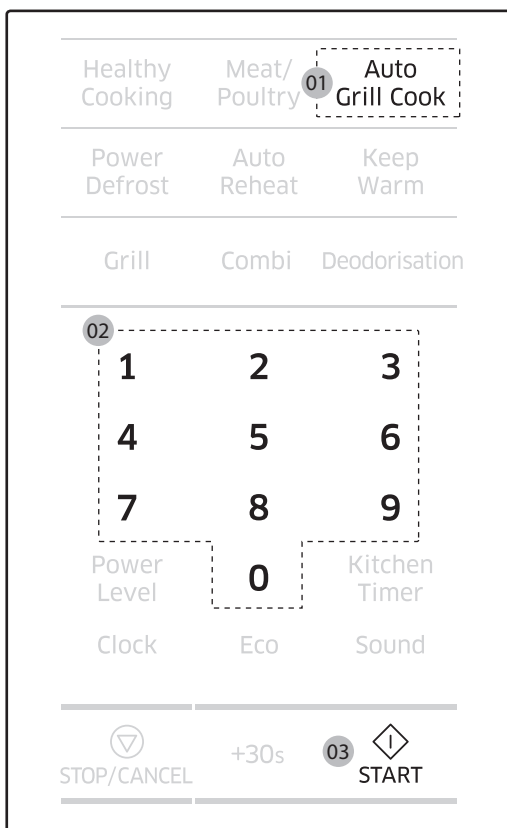 Healthy Cooking
Meat/ Poultry
01
Auto Grill Cook
Power Defrost
Auto Reheat
Keep Warm
Grill
Combi
Deodorisation
02
1 2 3
4 5 6
7 8 9
Power Level
0
Kitchen Timer
Clock
Eco
Sound
STOP/CANCEL
+30s
03
START